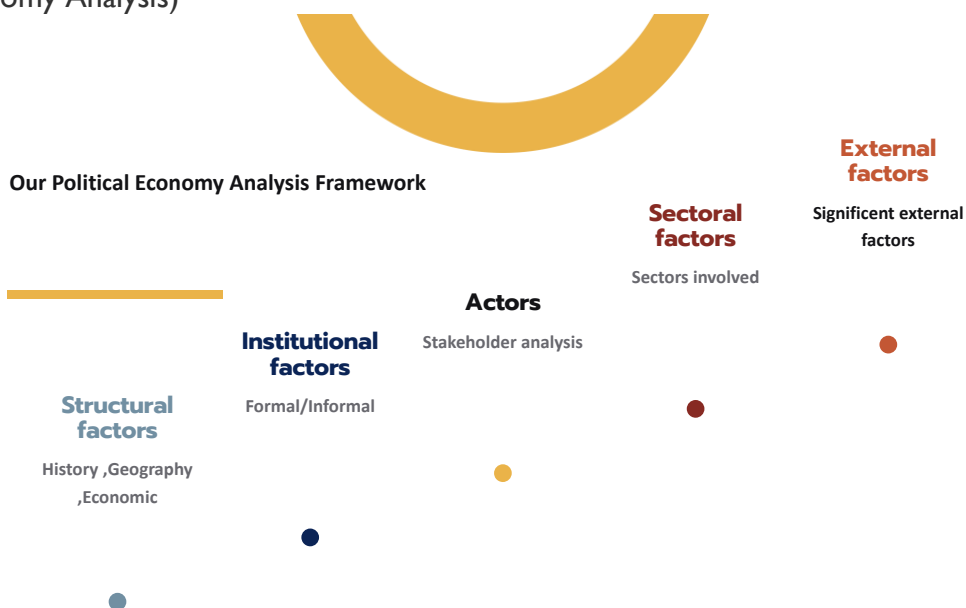 omy Analysis)
Our Political Economy Analysis Framework
Structural
factors
History ,Geography
,Economic
Institutional
factors
Formal/Informal
Actors
Stakeholder analysis
Sectoral
factors
Sectors involved
External
factors
Significent external
factors